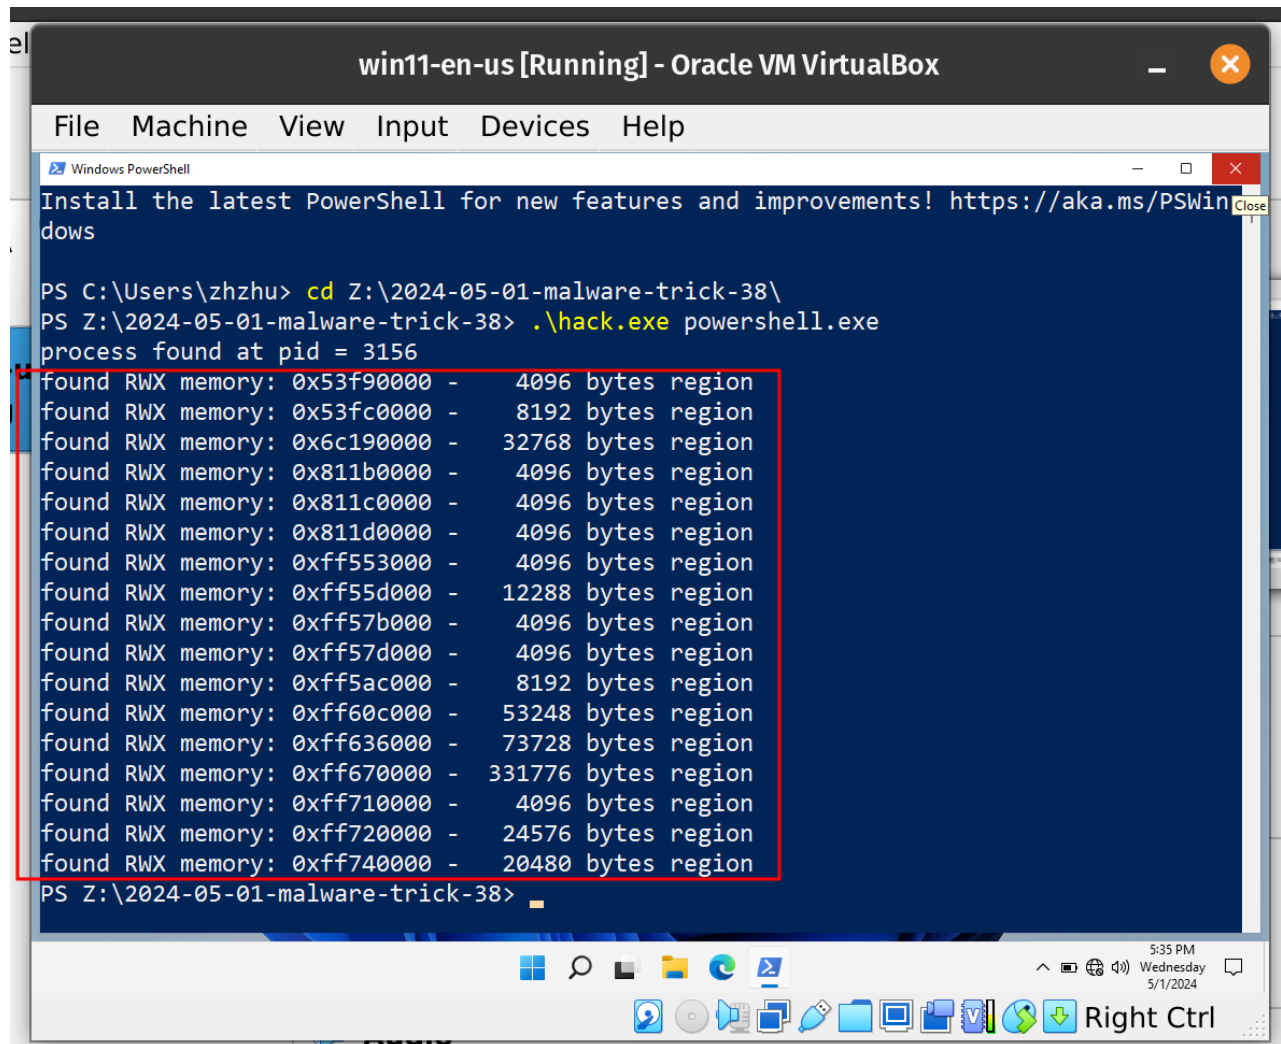 win11-en-us [Running] - Oracle VM VirtualBox
File Machine View Input Devices Help
Windows PowerShell
Install the latest PowerShell for new features and improvements! https://aka.ms/PSWin
Close
dows
PS C:\Users\zhzhu> cd Z:\2024-05-01-malware-trick-38\
PS Z:\2024-05-01-malware-trick-38> .\hack.exe powershell.exe
process found at pid = 3156
found RWX memory: 0x53f90000 -    4096 bytes region
found RWX memory: 0x53fc0000 -    8192 bytes region
found RWX memory: 0x6c190000 -   32768 bytes region
found RWX memory: 0x811b0000 -    4096 bytes region
found RWX memory: 0x811c0000 -    4096 bytes region
found RWX memory: 0x811d0000 -    4096 bytes region
found RWX memory: 0xff553000 -    4096 bytes region
found RWX memory: 0xff55d000 -   12288 bytes region
found RWX memory: 0xff57b000 -    4096 bytes region
found RWX memory: 0xff57d000 -    4096 bytes region
found RWX memory: 0xff5ac000 -    8192 bytes region
found RWX memory: 0xff60c000 -   53248 bytes region
found RWX memory: 0xff636000 -   73728 bytes region
found RWX memory: 0xff670000 -  331776 bytes region
found RWX memory: 0xff710000 -    4096 bytes region
found RWX memory: 0xff720000 -   24576 bytes region
found RWX memory: 0xff740000 -   20480 bytes region
PS Z:\2024-05-01-malware-trick-38>
5:35 PM
Wednesday
5/1/2024
Right Ctrl